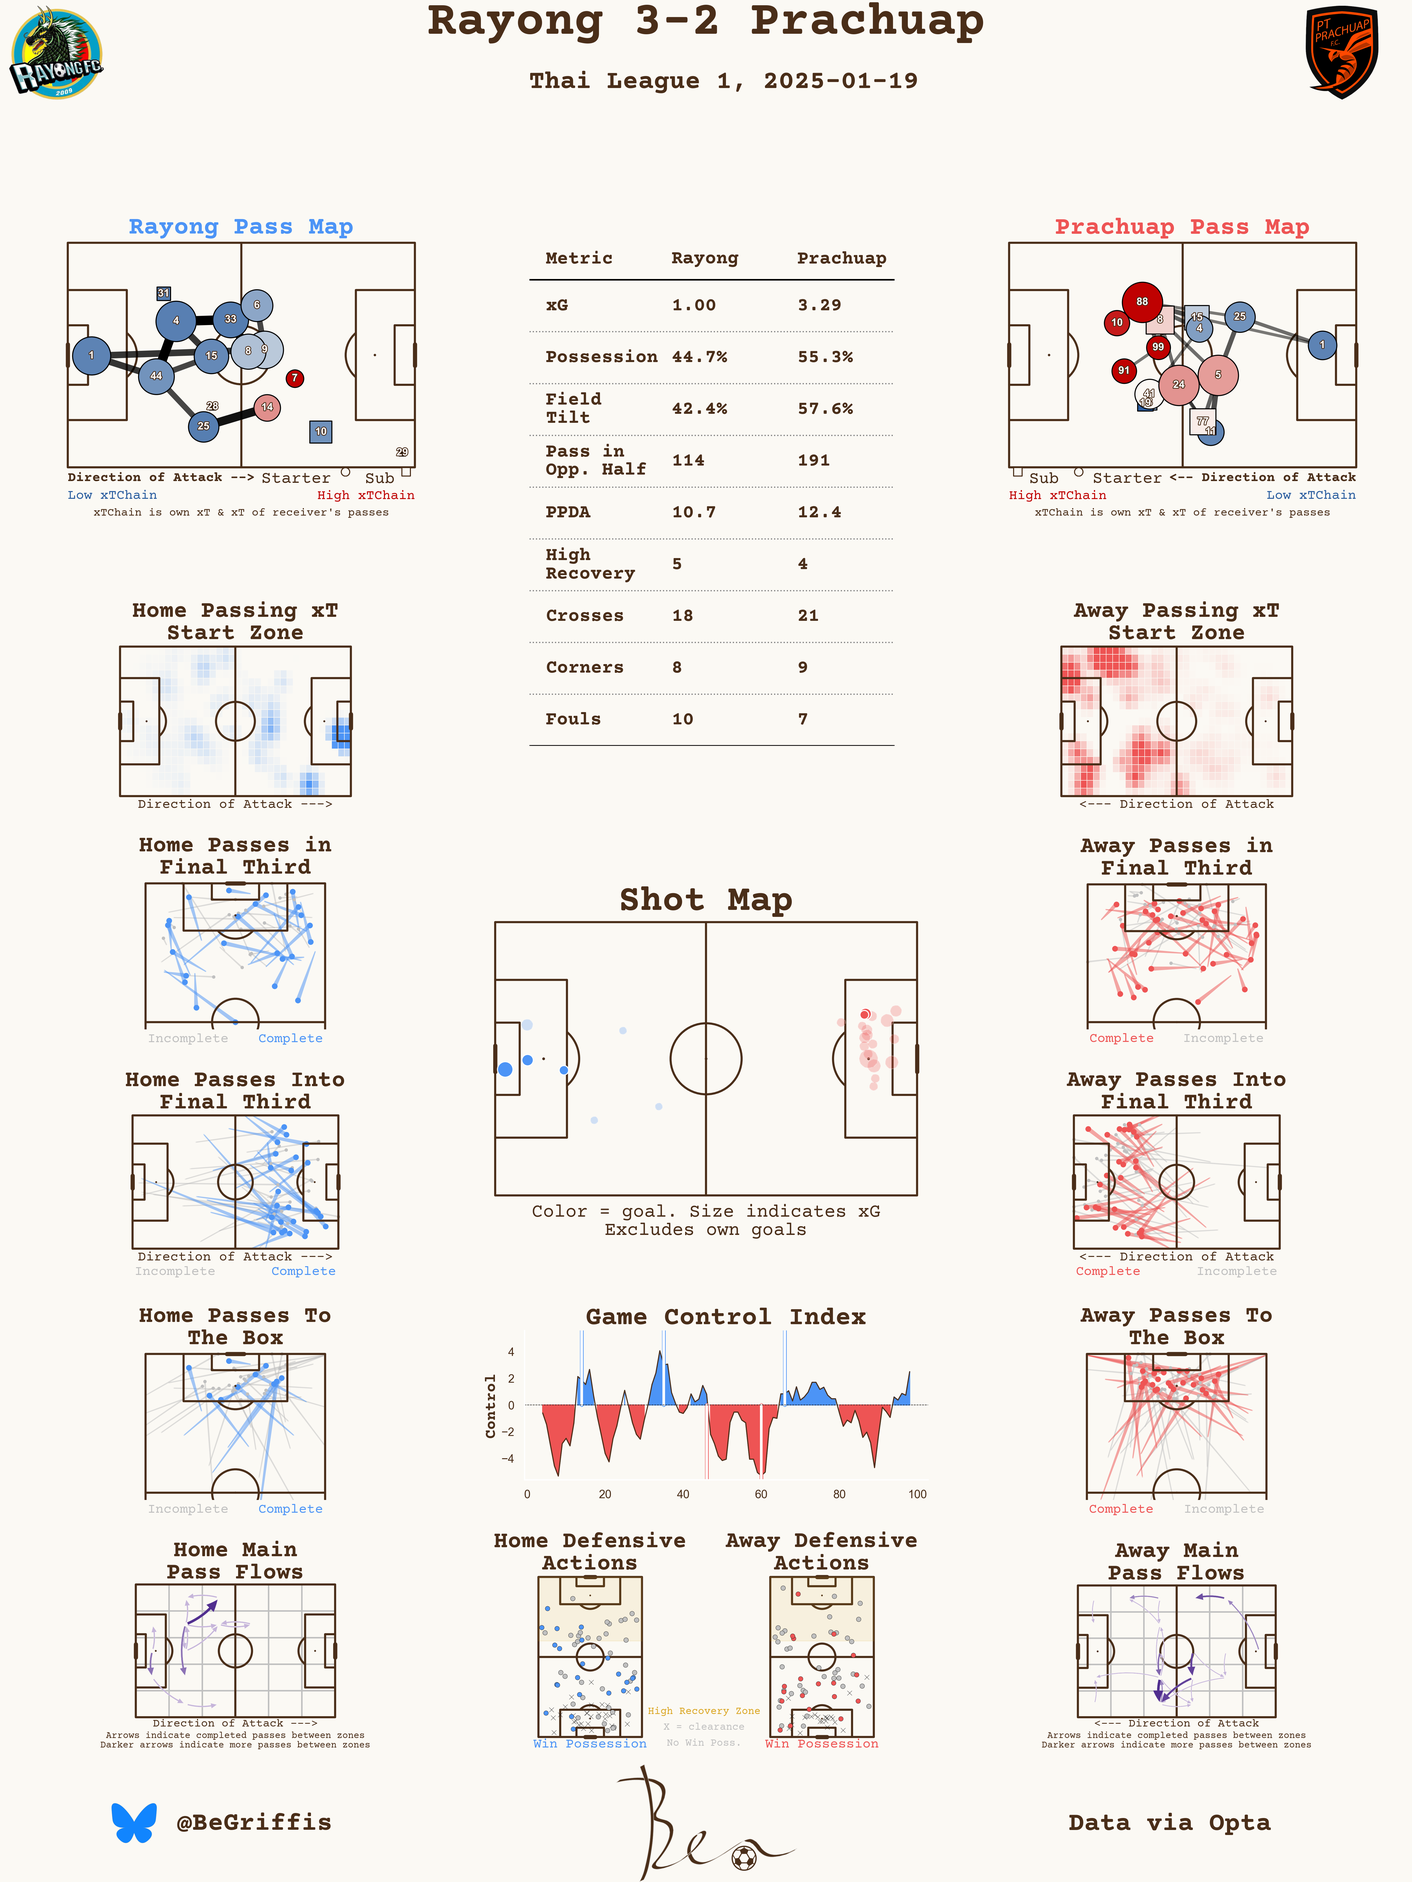 Rayong 3-2 Prachuap
Thai League 1, 2025-01-19
RAYONG FC.
2009
PT
PRACHUAP
F.C.
Rayong Pass Map
31
4
33
6
1
15
8
9
44
7
28
14
25
10
29
Direction of Attack --> Starter Sub
Low xTChain High xTChain
xTChain is own xT & xT of receiver's passes
Metric Rayong Prachuap
xG 1.00 3.29
Possession 44.7% 55.3%
Field
Tilt 42.4% 57.6%
Pass in
Opp. Half 114 191
PPDA 10.7 12.4
High
Recovery 5 4
Crosses 18 21
Corners 8 9
Fouls 10 7
Prachuap Pass Map
88
10
8
15
4
25
1
99
91
24
5
41
19
77
11
Sub Starter <-- Direction of Attack
High xTChain Low xTChain
xTChain is own xT & xT of receiver's passes
Home Passing xT
Start Zone
Direction of Attack --->
Away Passing xT
Start Zone
<--- Direction of Attack
Home Passes in
Final Third
Incomplete Complete
Away Passes in
Final Third
Complete Incomplete
Shot Map
Color = goal. Size indicates xG
Excludes own goals
Home Passes Into
Final Third
Direction of Attack --->
Incomplete Complete
Away Passes Into
Final Third
<--- Direction of Attack
Complete Incomplete
Home Passes To
The Box
Incomplete Complete
Game Control Index
Control
4
2
0
−2
−4
0 20 40 60 80 100
Away Passes To
The Box
Complete Incomplete
Home Main
Pass Flows
Direction of Attack --->
Arrows indicate completed passes between zones
Darker arrows indicate more passes between zones
Home Defensive
Actions
Win Possession
Away Defensive
Actions
Win Possession
High Recovery Zone
X = clearance
No Win Poss.
Away Main
Pass Flows
<--- Direction of Attack
Arrows indicate completed passes between zones
Darker arrows indicate more passes between zones
@BeGriffis
Ben
Data via Opta